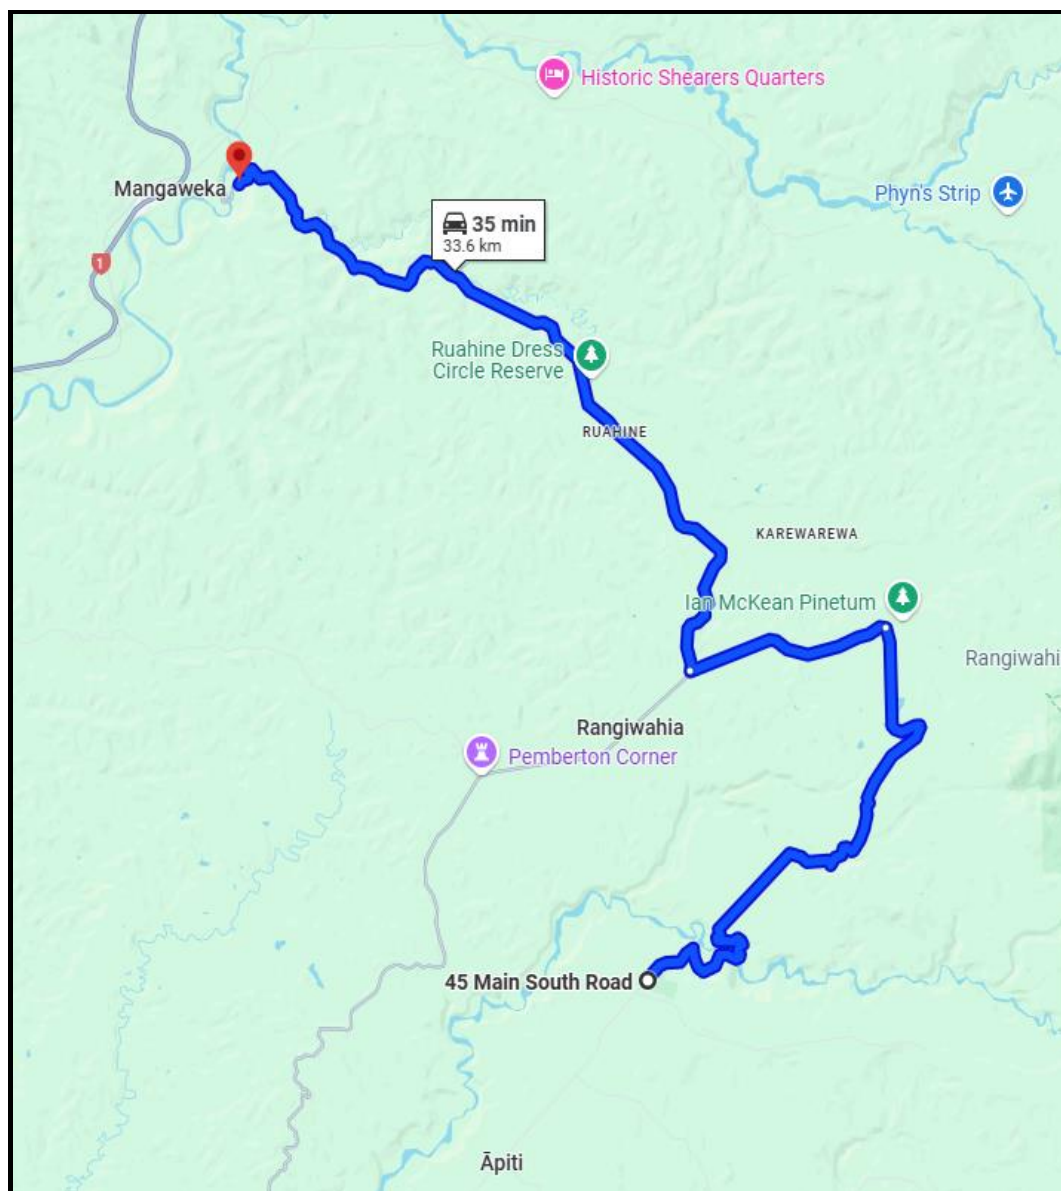 Historic Shearers Quarters
Mangaweka
Phyn's Strip
35 min
33.6 km
1
Ruahine Dress
Circle Reserve
RUAHINE
KAREWAREWA
Ian McKean Pinetum
Rangiwahi
Rangiwahia
Pemberton Corner
45 Main South Road
Āpiti